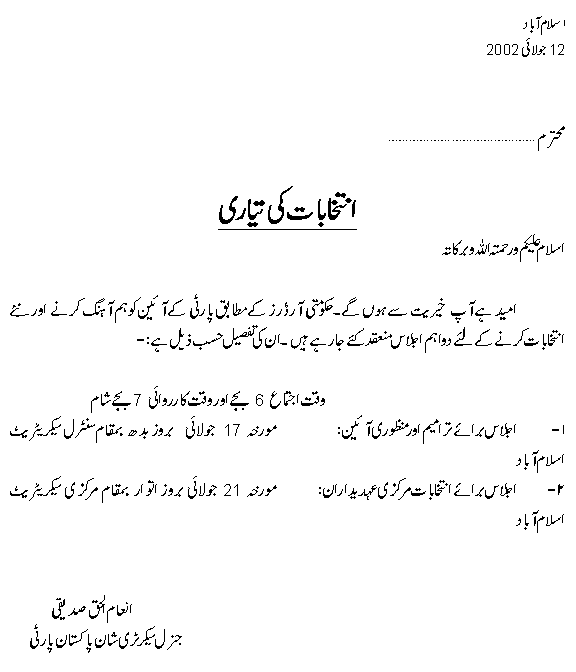 اسلام آباد
12 جولائی 2002
محترم ........................................
انتخابات کی تیاری
اسلام علیکم ورحمتہ اللہ وبرکاتہ
امید ہے آپ خیریت سے ہوں گے۔ حکومتی آرڈرز کے مطابق پارٹی کے آئین کو ہم آہنگ کرنے اور نئے
انتخابات کرنے کے لئے دو اہم اجلاس منعقد کئے جارہے ہیں۔ ان کی تفصیل حسب ذیل ہے:-
وقت اجتماع 6 بجے اور وقت کارروائی 7 بجے شام
۱- اجلاس برائے ترامیم اور منظوری آئین: مورخہ 17 جولائی بروز بدھ بمقام سنٹرل سیکریٹریٹ
اسلام آباد
۲- اجلاس برائے انتخابات مرکزی عہدیداران: مورخہ 21 جولائی بروز اتوار بمقام مرکزی سیکریٹریٹ
اسلام آباد
انعام الحق صدیقی
جنرل سیکرٹری شان پاکستان پارٹی